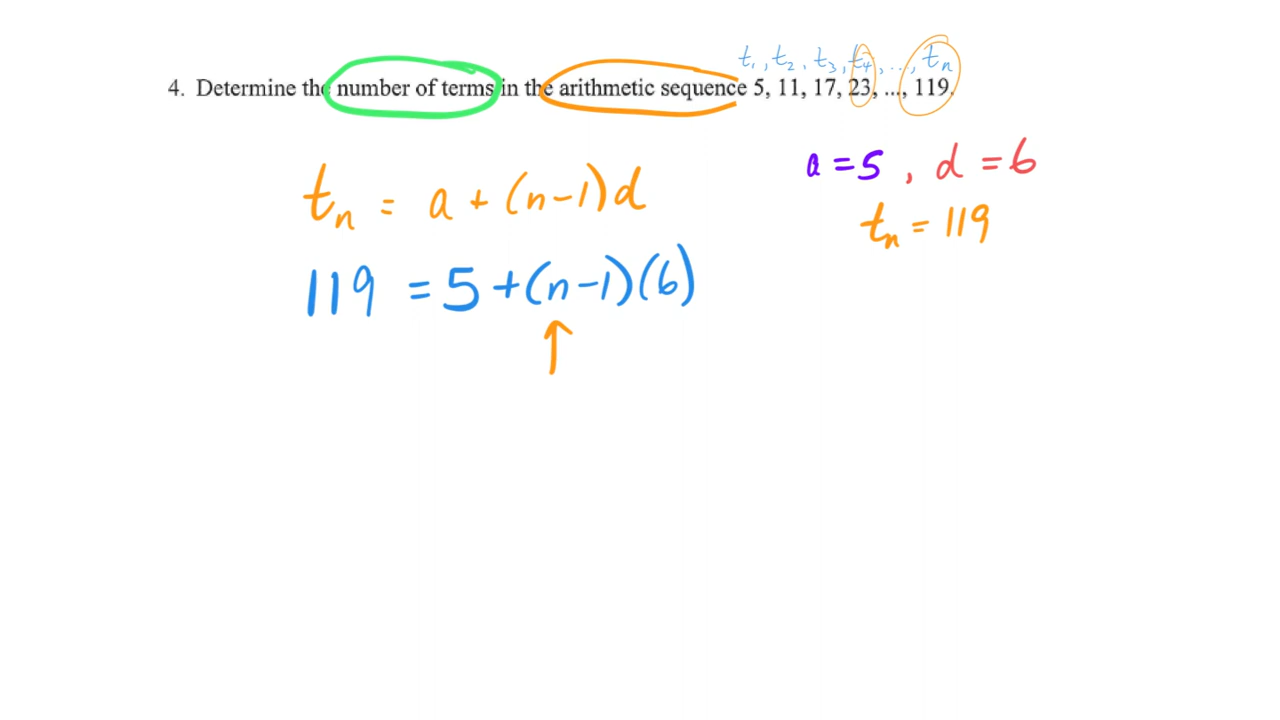 t₁, t₂, t₃, t₄, ..., tₙ
4. Determine the number of terms in the arithmetic sequence 5, 11, 17, 23, ..., 119.
a = 5, d = 6
tₙ = a + (n-1)d
tₙ = 119
119 = 5 + (n-1)(6)